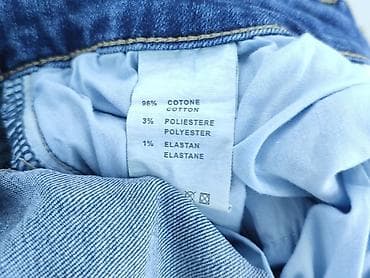 96% COTONE
COTTON
3% POLIESTERE
POLYESTER
1% ELASTAN
ELASTANE